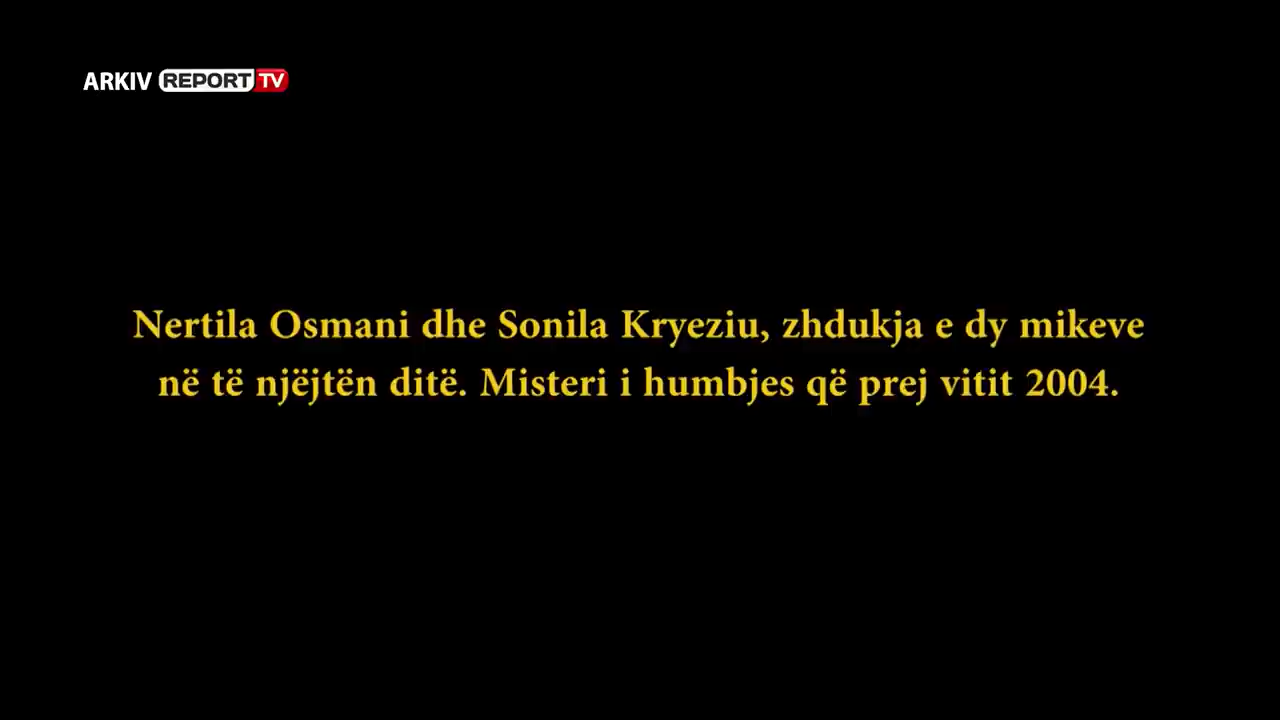 ARKIV REPORT TV
Nertila Osmani dhe Sonila Kryeziu, zhdukja e dy mikeve
në të njëjtën ditë. Misteri i humbjes që prej vitit 2004.